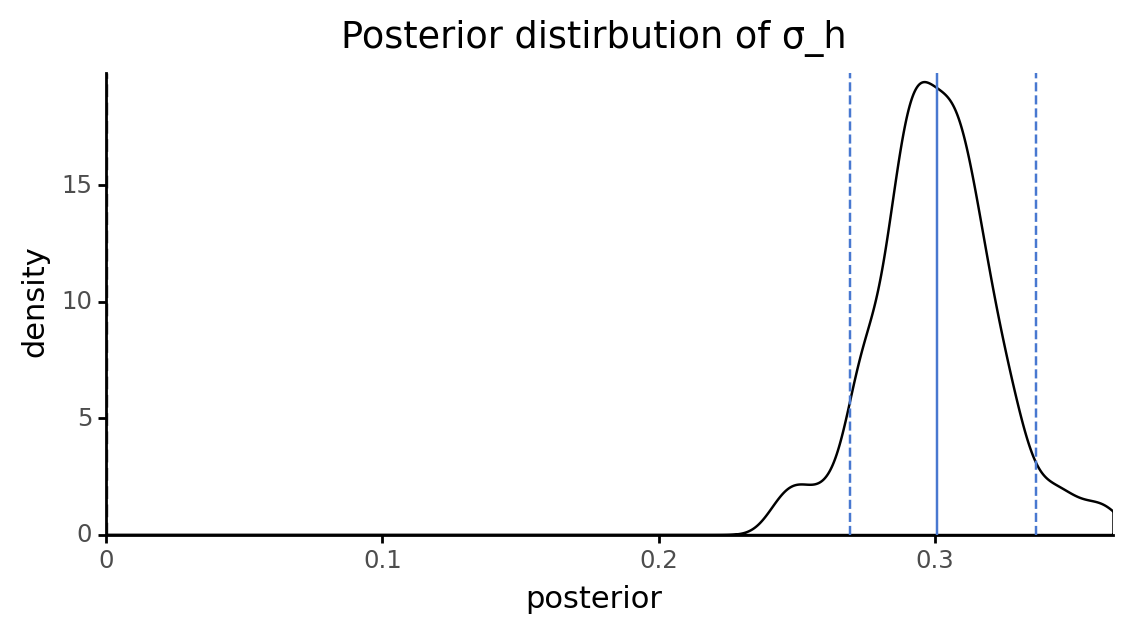 Posterior distirbution of σ_h
density
15
10
5
0
0 0.1 0.2 0.3
posterior